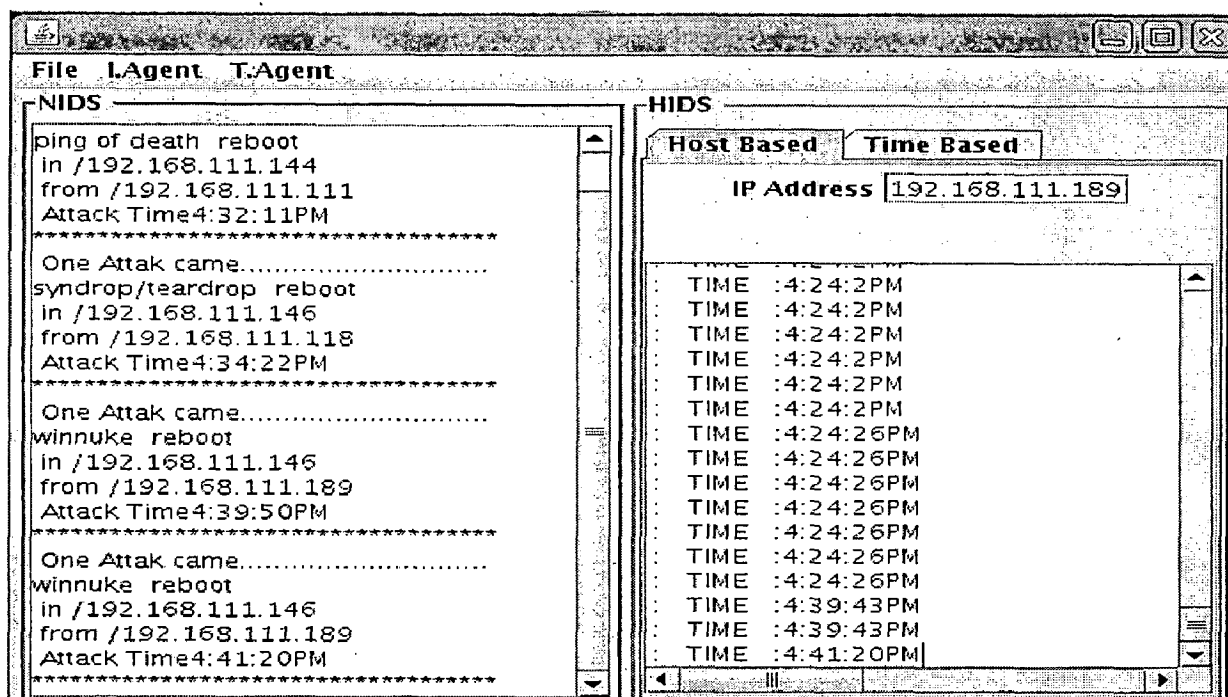 File I.Agent T.Agent
NIDS
ping of death reboot
in /192.168.111.144
from /192.168.111.111
Attack Time4:32:11PM
*************************************
One Attak came.............................
syndrop/teardrop reboot
in /192.168.111.146
from /192.168.111.118
Attack Time4:34:22PM
*************************************
One Attak came.............................
winnuke reboot
in /192.168.111.146
from /192.168.111.189
Attack Time4:39:50PM
*************************************
One Attak came.............................
winnuke reboot
in /192.168.111.146
from /192.168.111.189
Attack Time4:41:20PM
*************************************
HIDS
Host Based Time Based
IP Address 192.168.111.189
: TIME :4:24:2PM
: TIME :4:24:2PM
: TIME :4:24:2PM
: TIME :4:24:2PM
: TIME :4:24:2PM
: TIME :4:24:2PM
: TIME :4:24:26PM
: TIME :4:24:26PM
: TIME :4:24:26PM
: TIME :4:24:26PM
: TIME :4:24:26PM
: TIME :4:24:26PM
: TIME :4:24:26PM
: TIME :4:39:43PM
: TIME :4:39:43PM
: TIME :4:41:20PM